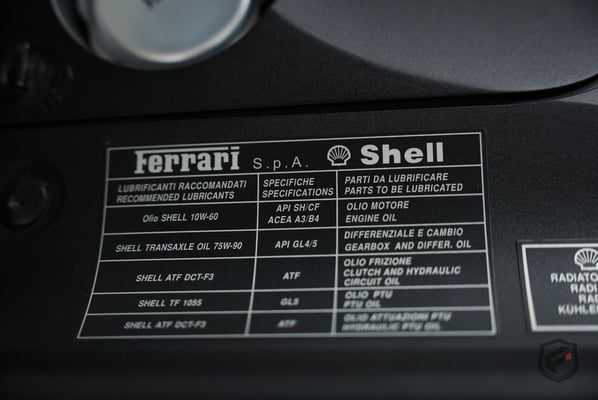 Ferrari S.p.A. Shell
LUBRIFICANTI RACCOMANDATI
RECOMMENDED LUBRICANTS
SPECIFICHE
SPECIFICATIONS
PARTI DA LUBRIFICARE
PARTS TO BE LUBRICATED
Olio SHELL 10W-60
API SH/CF
ACEA A3/B4
OLIO MOTORE
ENGINE OIL
SHELL TRANSAXLE OIL 75W-90
API GL4/5
DIFFERENZIALE E CAMBIO
GEARBOX AND DIFFER. OIL
SHELL ATF DCT-F3
ATF
OLIO FRIZIONE
CLUTCH AND HYDRAULIC
CIRCUIT OIL
SHELL TF 1055
GL5
OLIO PTU
PTU OIL
SHELL ATF DCT-F3
ATF
OLIO ATTUAZIONI PTU
HYDRAULIC PTU OIL
RADIATO
RADI
RAD
KÜHLE